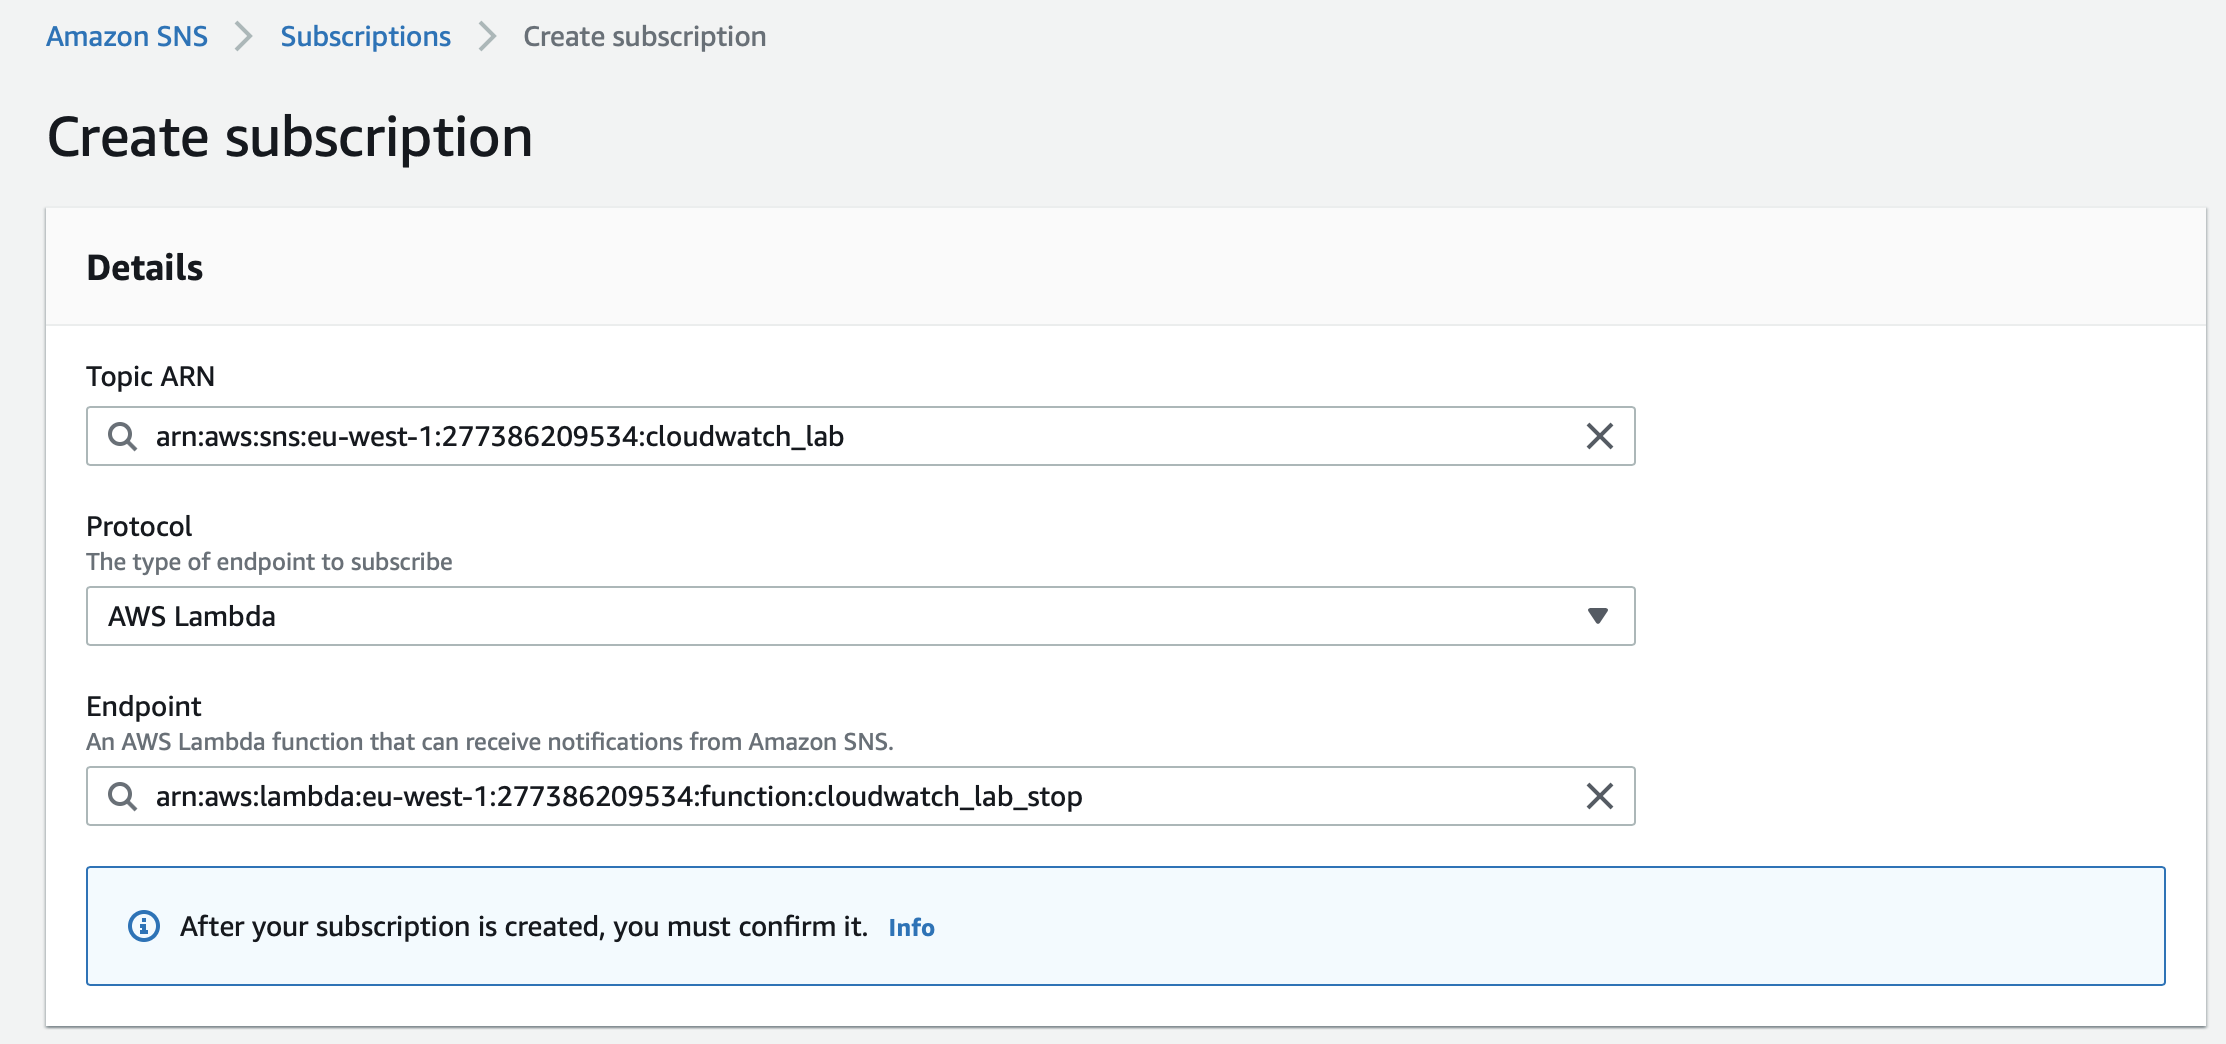 Amazon SNS > Subscriptions > Create subscription
Create subscription
Details
Topic ARN
arn:aws:sns:eu-west-1:277386209534:cloudwatch_lab
Protocol
The type of endpoint to subscribe
AWS Lambda
Endpoint
An AWS Lambda function that can receive notifications from Amazon SNS.
arn:aws:lambda:eu-west-1:277386209534:function:cloudwatch_lab_stop
After your subscription is created, you must confirm it. Info